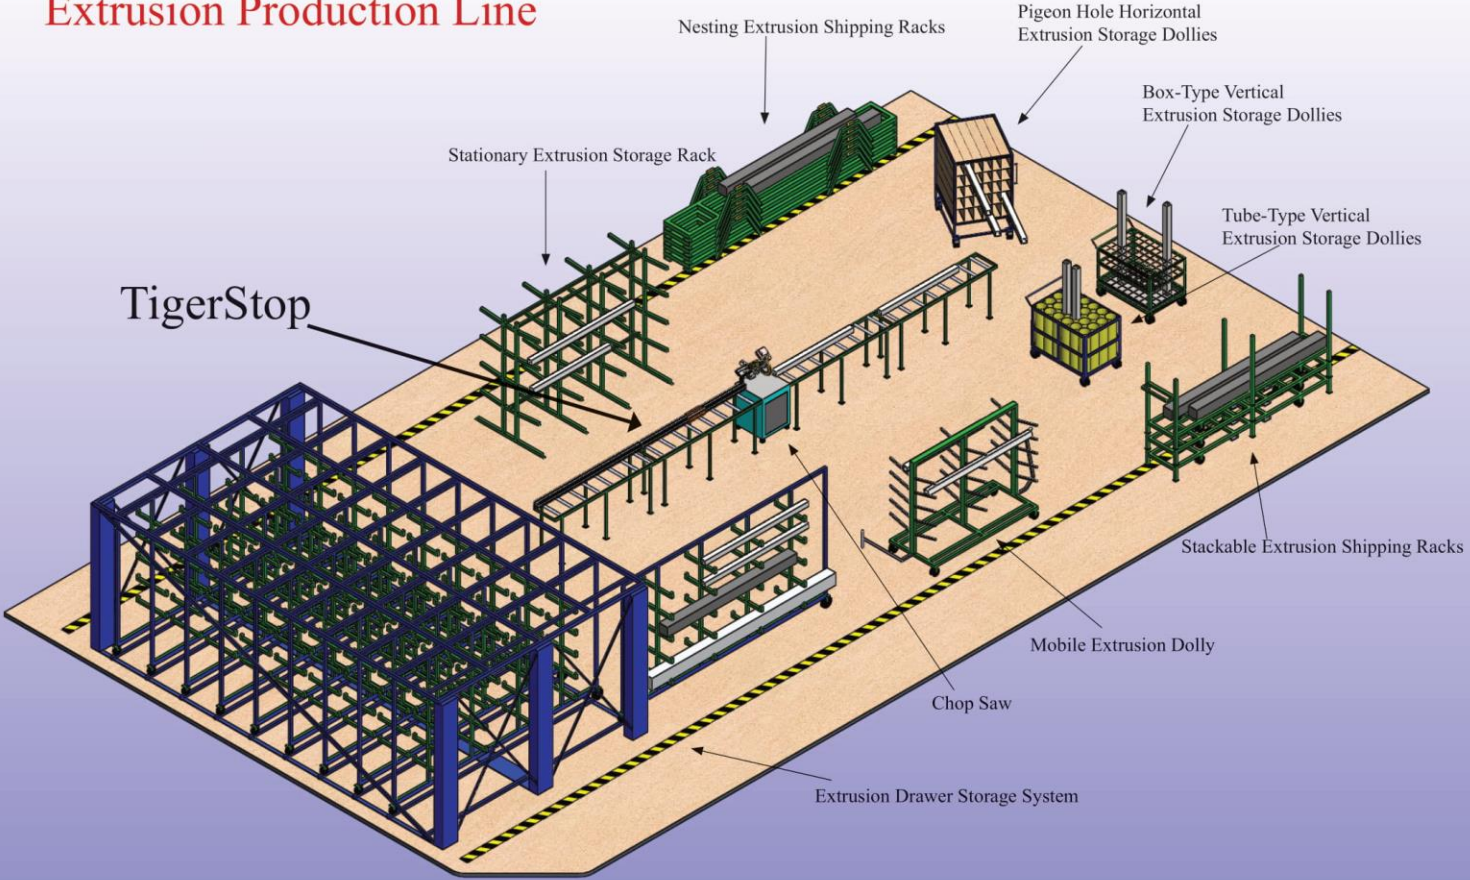 Extrusion Production Line
Nesting Extrusion Shipping Racks
Pigeon Hole Horizontal
Extrusion Storage Dollies
Box-Type Vertical
Extrusion Storage Dollies
Stationary Extrusion Storage Rack
Tube-Type Vertical
Extrusion Storage Dollies
TigerStop
Stackable Extrusion Shipping Racks
Mobile Extrusion Dolly
Chop Saw
Extrusion Drawer Storage System